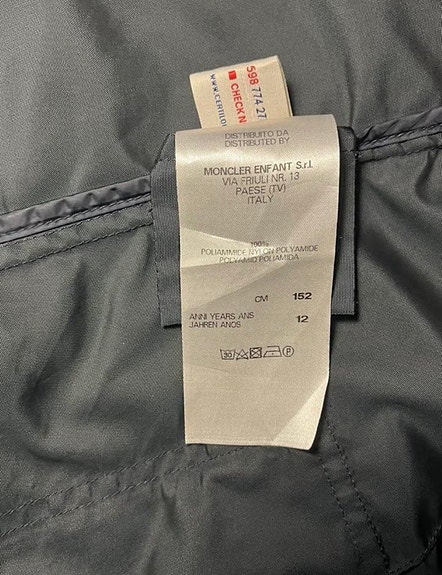 598 774 27
CHECK N
WWW.CERTILO
DISTRIBUITO DA
DISTRIBUTED BY
MONCLER ENFANT S.r.l.
VIA FRIULI NR. 13
PAESE (TV)
ITALY
100%
POLIAMMIDE NYLON POLYAMIDE
POLYAMID POLIAMIDA
CM 152
ANNI YEARS ANS 12
JAHREN ANOS
30 P